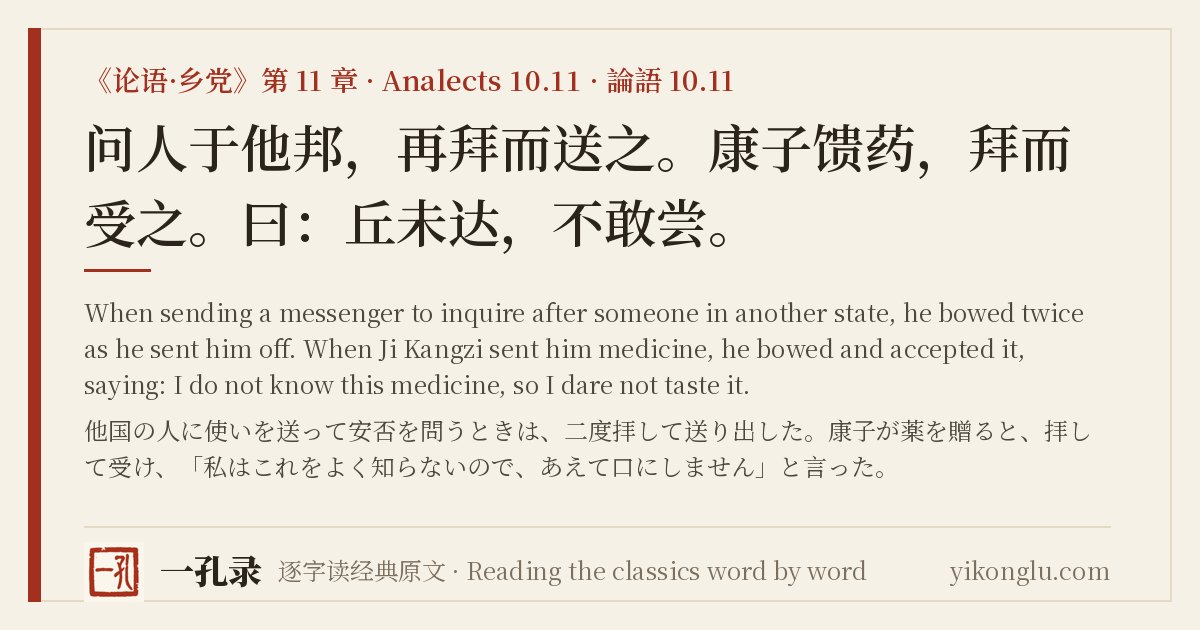 《论语·乡党》第 11 章 · Analects 10.11 · 論語 10.11
问人于他邦，再拜而送之。康子馈药，拜而
受之。曰：丘未达，不敢尝。
When sending a messenger to inquire after someone in another state, he bowed twice
as he sent him off. When Ji Kangzi sent him medicine, he bowed and accepted it,
saying: I do not know this medicine, so I dare not taste it.
他国の人に使いを送って安否を問うときは、二度拝して送り出した。康子が薬を贈ると、拝し
て受け、「私はこれをよく知らないので、あえて口にしません」と言った。
一孔
一孔录 逐字读经典原文 · Reading the classics word by word yikonglu.com